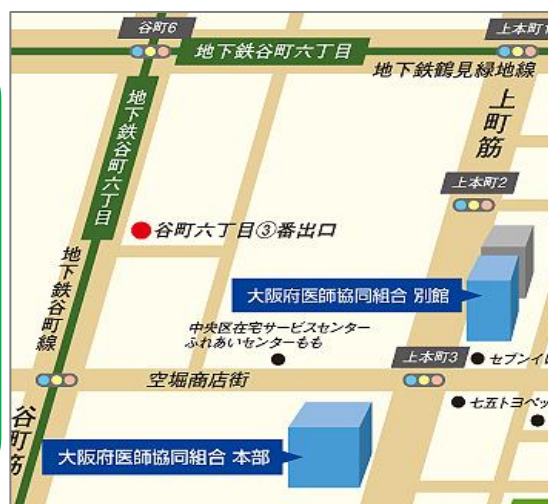 谷町6
上本町1
地下鉄谷町六丁目
地下鉄鶴見緑地線
地下鉄谷町六丁目
上町筋
上本町2
谷町六丁目③番出口
地下鉄谷町線
大阪府医師協同組合 別館
中央区在宅サービスセンター
ふれあいセンターもも
上本町3
セブンイレ
空堀商店街
七五トヨペッ
谷町筋
大阪府医師協同組合 本部